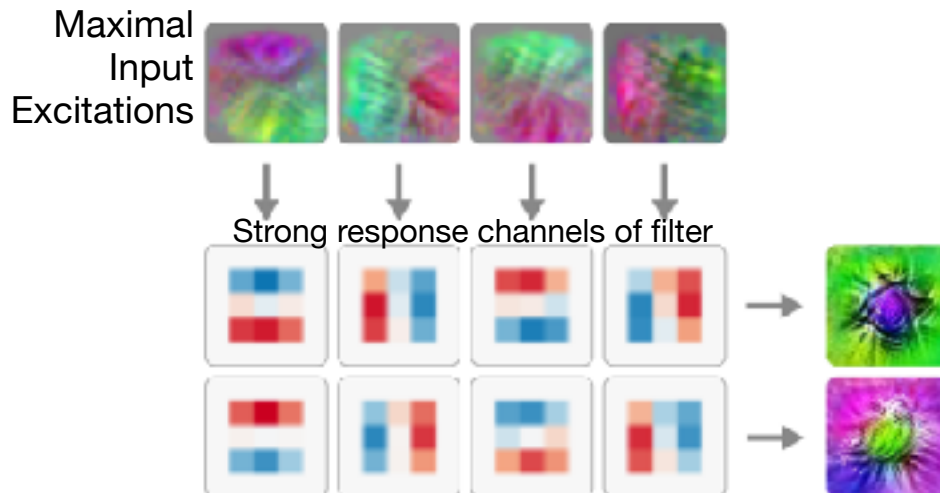 Maximal
Input
Excitations
Strong response channels of filter